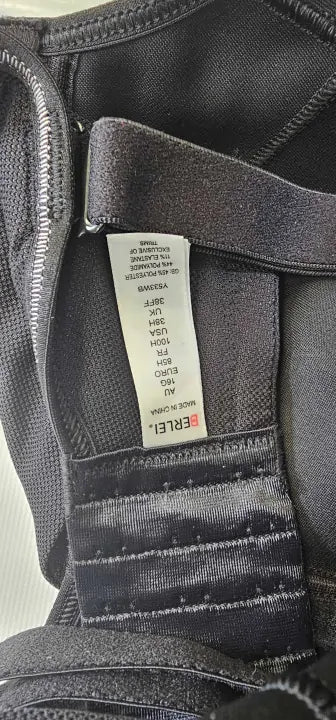 BERLEI.
MADE IN CHINA
AU
16G
EURO
85H
FR
100H
USA
38H
UK
38FF
YS33WB
GB: 45% POLYESTER
44% POLYAMIDE
11% ELASTANE
EXCLUSIVE OF
TRIMS